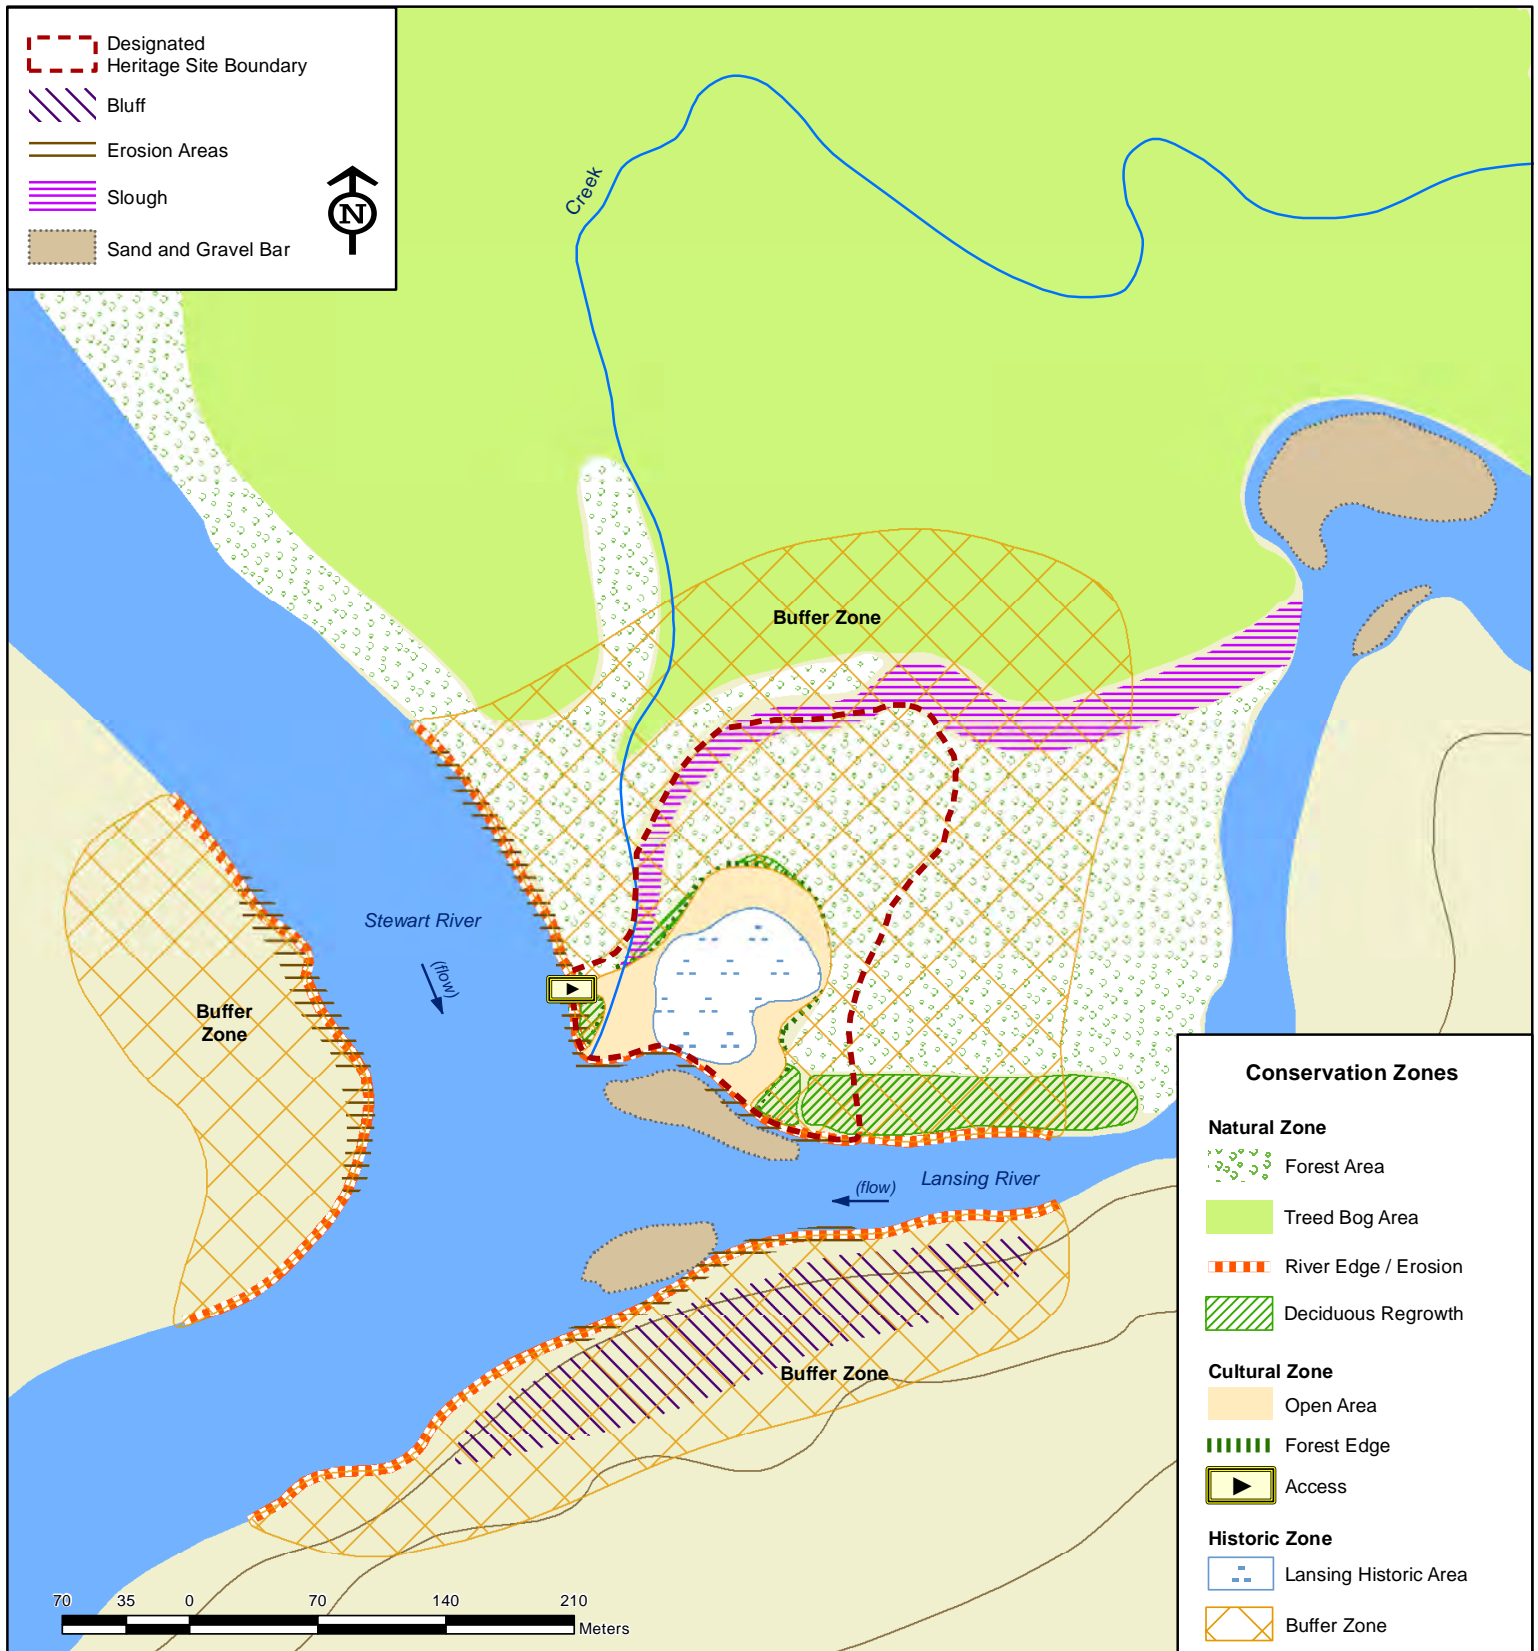 Designated
Heritage Site Boundary
Bluff
Erosion Areas
Slough
Sand and Gravel Bar
N
Creek
Buffer Zone
Stewart River
(flow)
Buffer
Zone
Lansing River
(flow)
Buffer Zone
Conservation Zones
Natural Zone
Forest Area
Treed Bog Area
River Edge / Erosion
Deciduous Regrowth
Cultural Zone
Open Area
Forest Edge
Access
Historic Zone
Lansing Historic Area
Buffer Zone
70 35 0 70 140 210
Meters